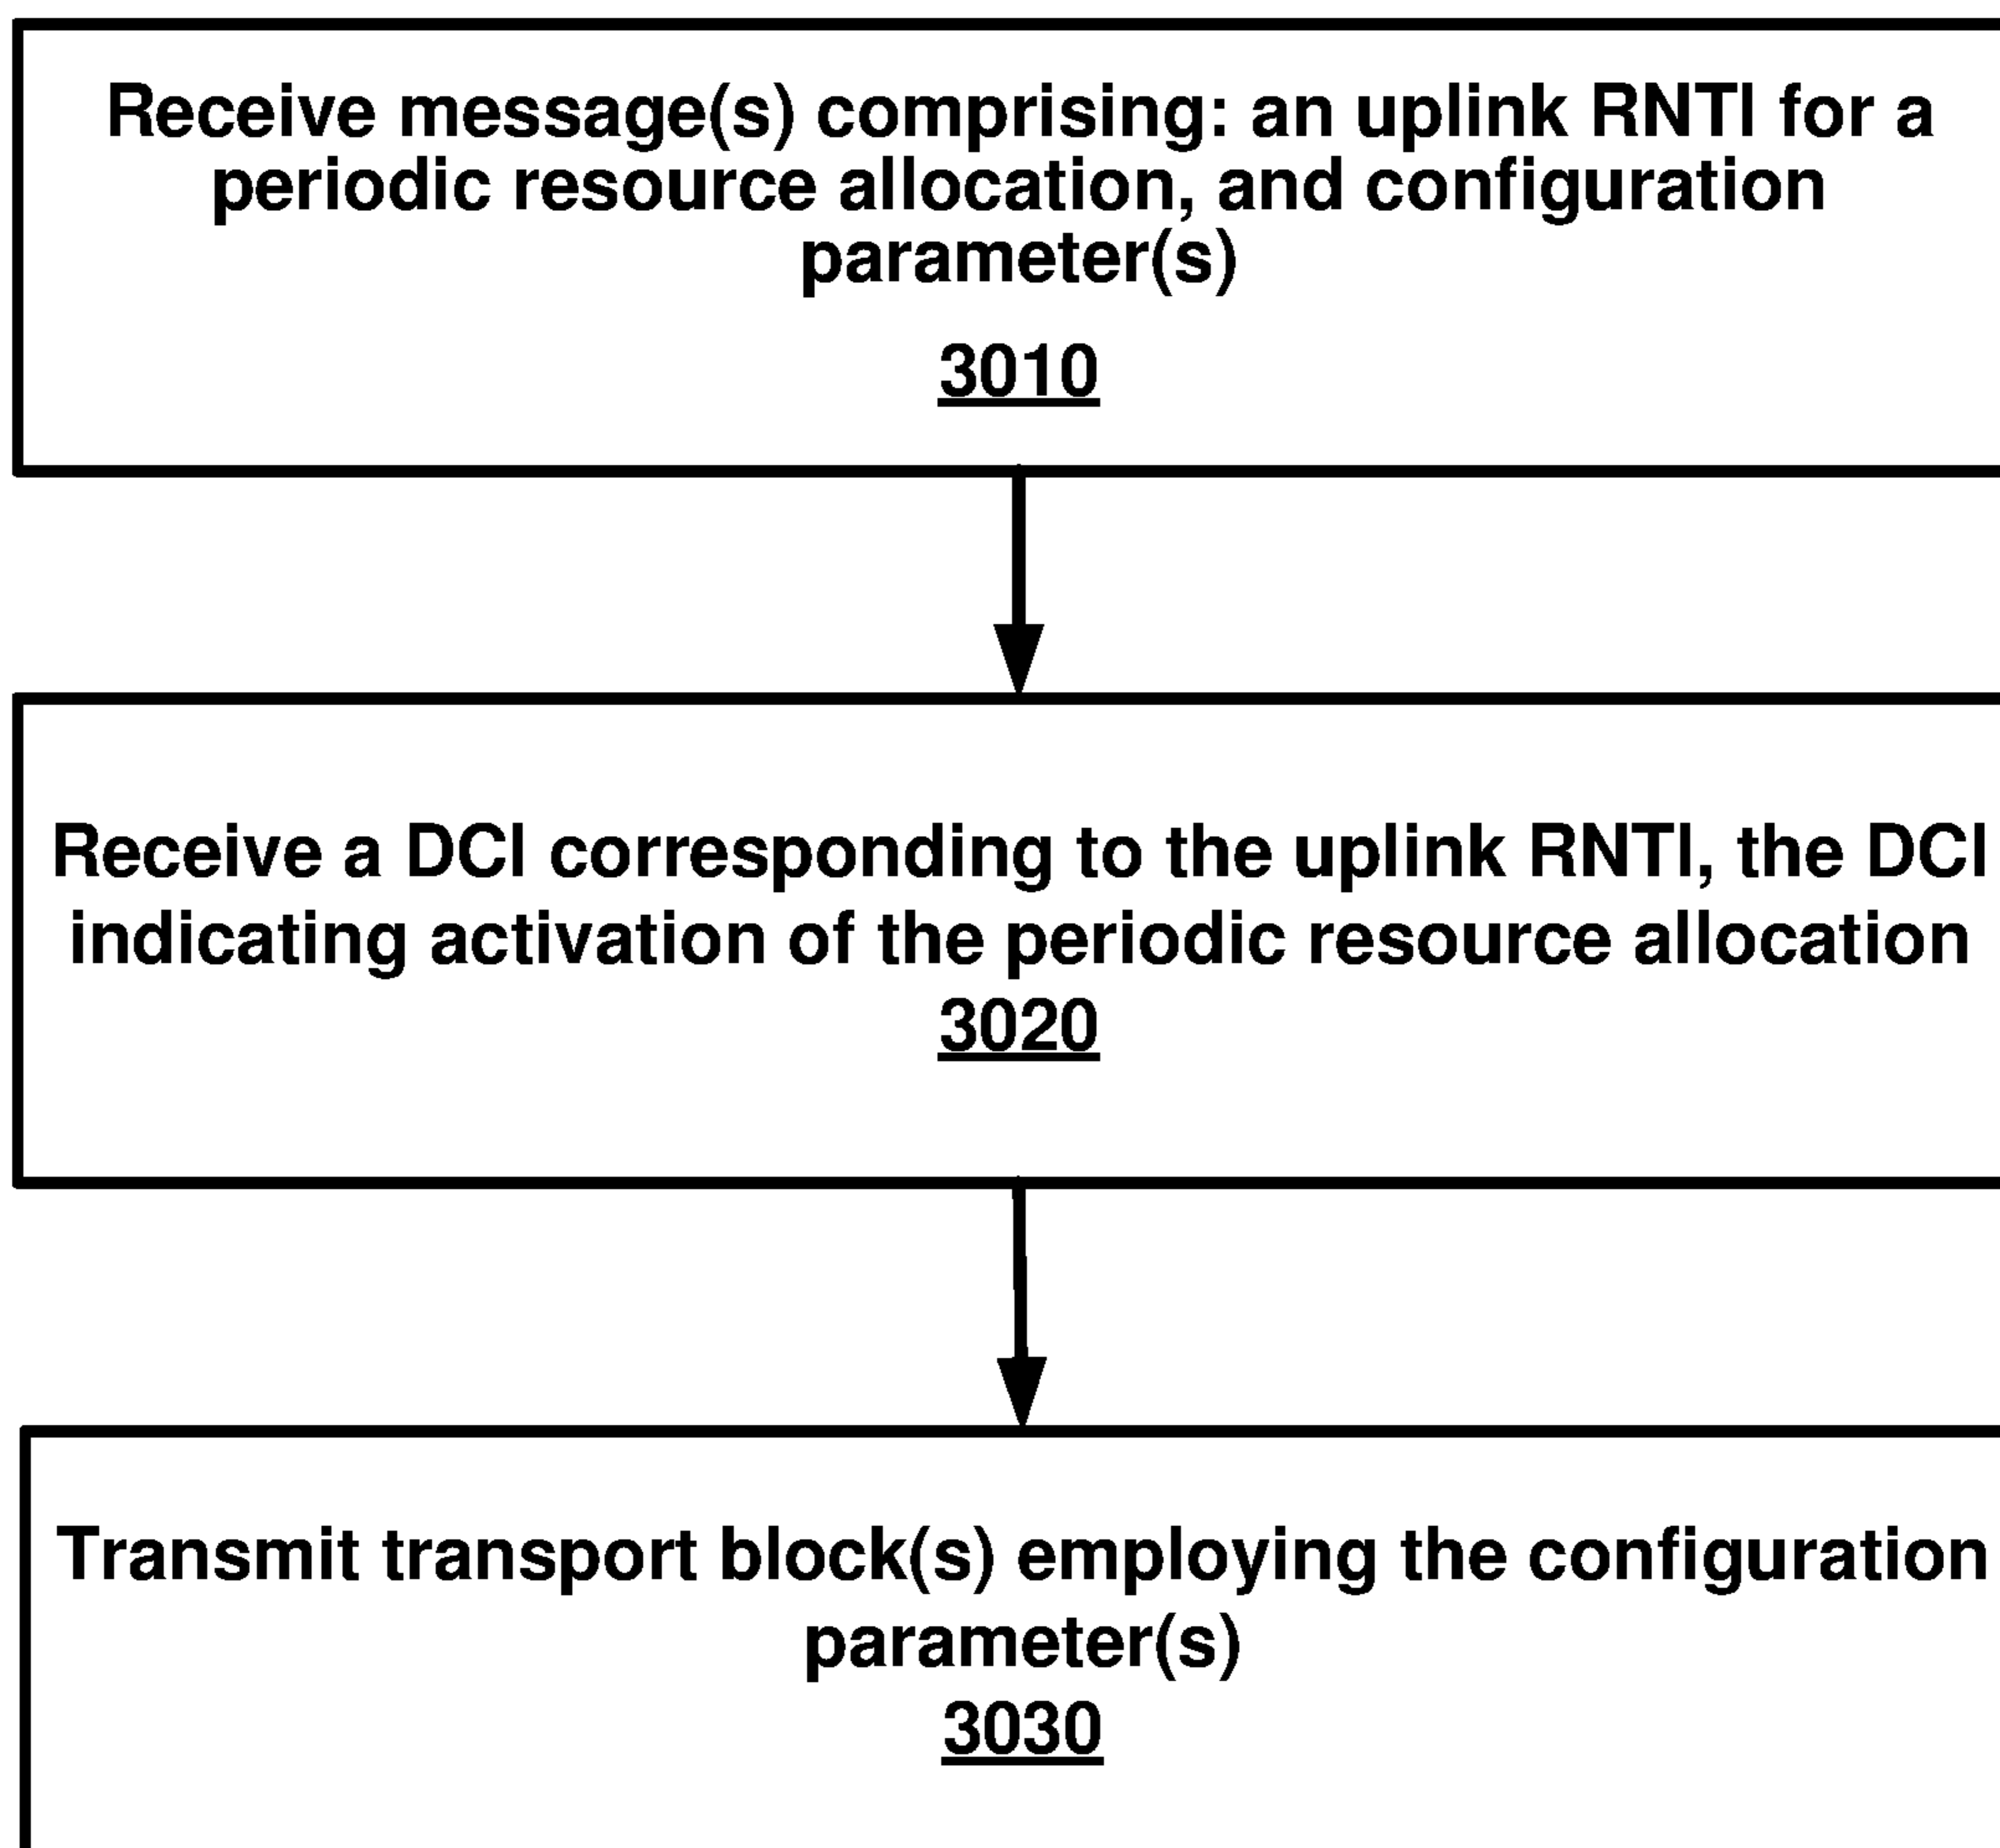 Receive message(s) comprising: an uplink RNTI for a
periodic resource allocation, and configuration
parameter(s)
3010
Receive a DCI corresponding to the uplink RNTI, the DCI
indicating activation of the periodic resource allocation
3020
Transmit transport block(s) employing the configuration
parameter(s)
3030